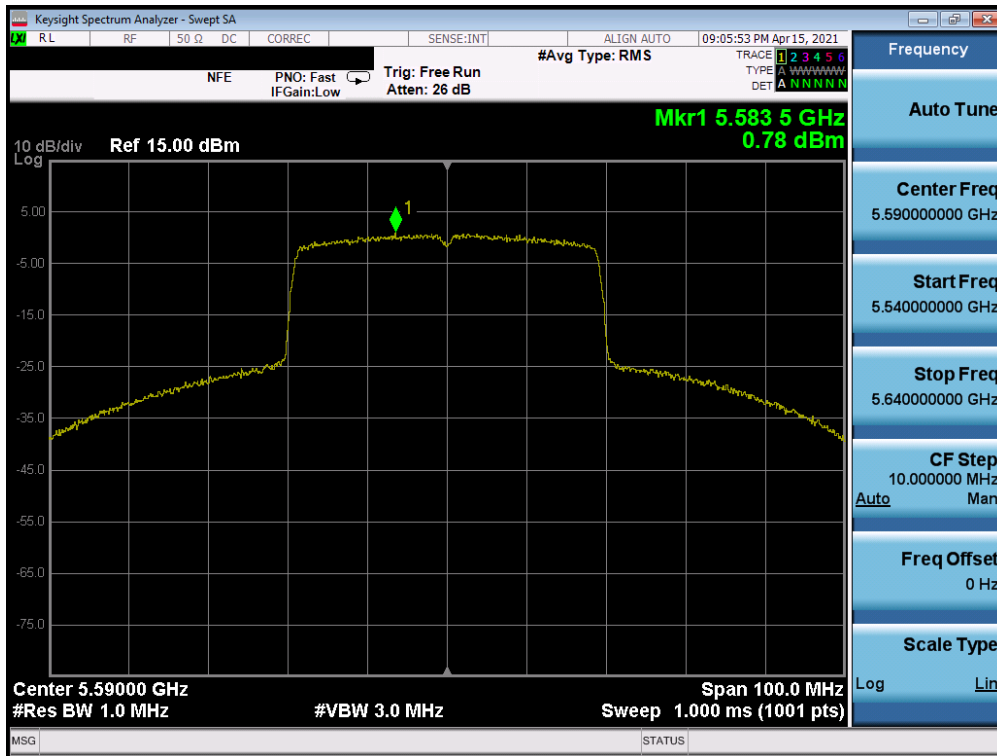 Keysight Spectrum Analyzer - Swept SA
LXI RL RF 50 Ω DC CORREC SENSE:INT ALIGN AUTO 09:05:53 PM Apr 15, 2021
Frequency
NFE PNO: Fast Trig: Free Run #Avg Type: RMS TRACE 1 2 3 4 5 6
TYPE A WWWWW
IFGain:Low Atten: 26 dB DET A N N N N N
Auto Tune
Mkr1 5.583 5 GHz
0.78 dBm
10 dB/div Ref 15.00 dBm
Log
Center Freq
5.590000000 GHz
5.00
1
-5.00
Start Freq
5.540000000 GHz
-15.0
-25.0
Stop Freq
5.640000000 GHz
-35.0
-45.0
CF Step
10.000000 MHz
Auto Man
-55.0
-65.0
Freq Offset
0 Hz
-75.0
Scale Type
Log Lin
Center 5.59000 GHz Span 100.0 MHz
#Res BW 1.0 MHz #VBW 3.0 MHz Sweep 1.000 ms (1001 pts)
MSG STATUS